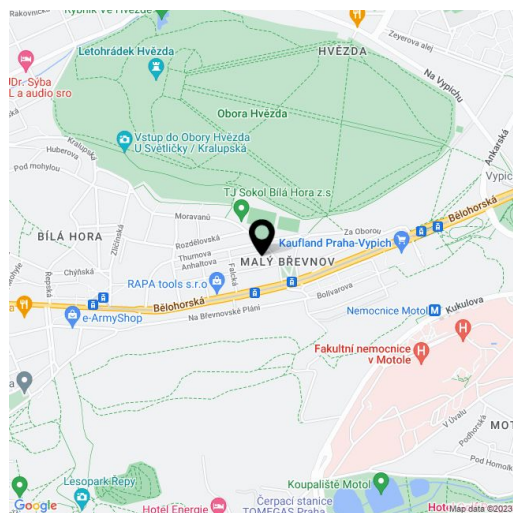 Rybník ve Hvězdě
Rakovnická
Zeyerova alej
HVĚZDA
Letohrádek Hvězda
Na Vypichu
UDr. Syba
L a audio sro
Obora Hvězda
Ankarská
Kralupská
Vstup do Obory Hvězda
U Světličky / Kralupská
Huberova
Pod mohylou
Vypich
TJ Sokol Bílá Hora z.s
Moravanů
Bělohorská
Zličínská
BÍLÁ HORA
Rozdělovská
Za Oborou
Kaufland Praha-Vypich
Thurnova
Anhaltova
MALÝ BŘEVNOV
Chýňská
Falcká
Řepská
RAPA tools s.r.o
Bolívarova
Bělohorská
Kukulova
Na Břevnovské Pláni
Nemocnice Motol
e-ArmyShop
Fakultní nemocnice
v Motole
V Úvalu
Podhorská
MOT
Pod Homolk
Koupaliště Motol
Lesopark Řepy
Čerpací stanice
TOMEGAS Praha
Hotel Energie
Hot
Google
Map data ©2023